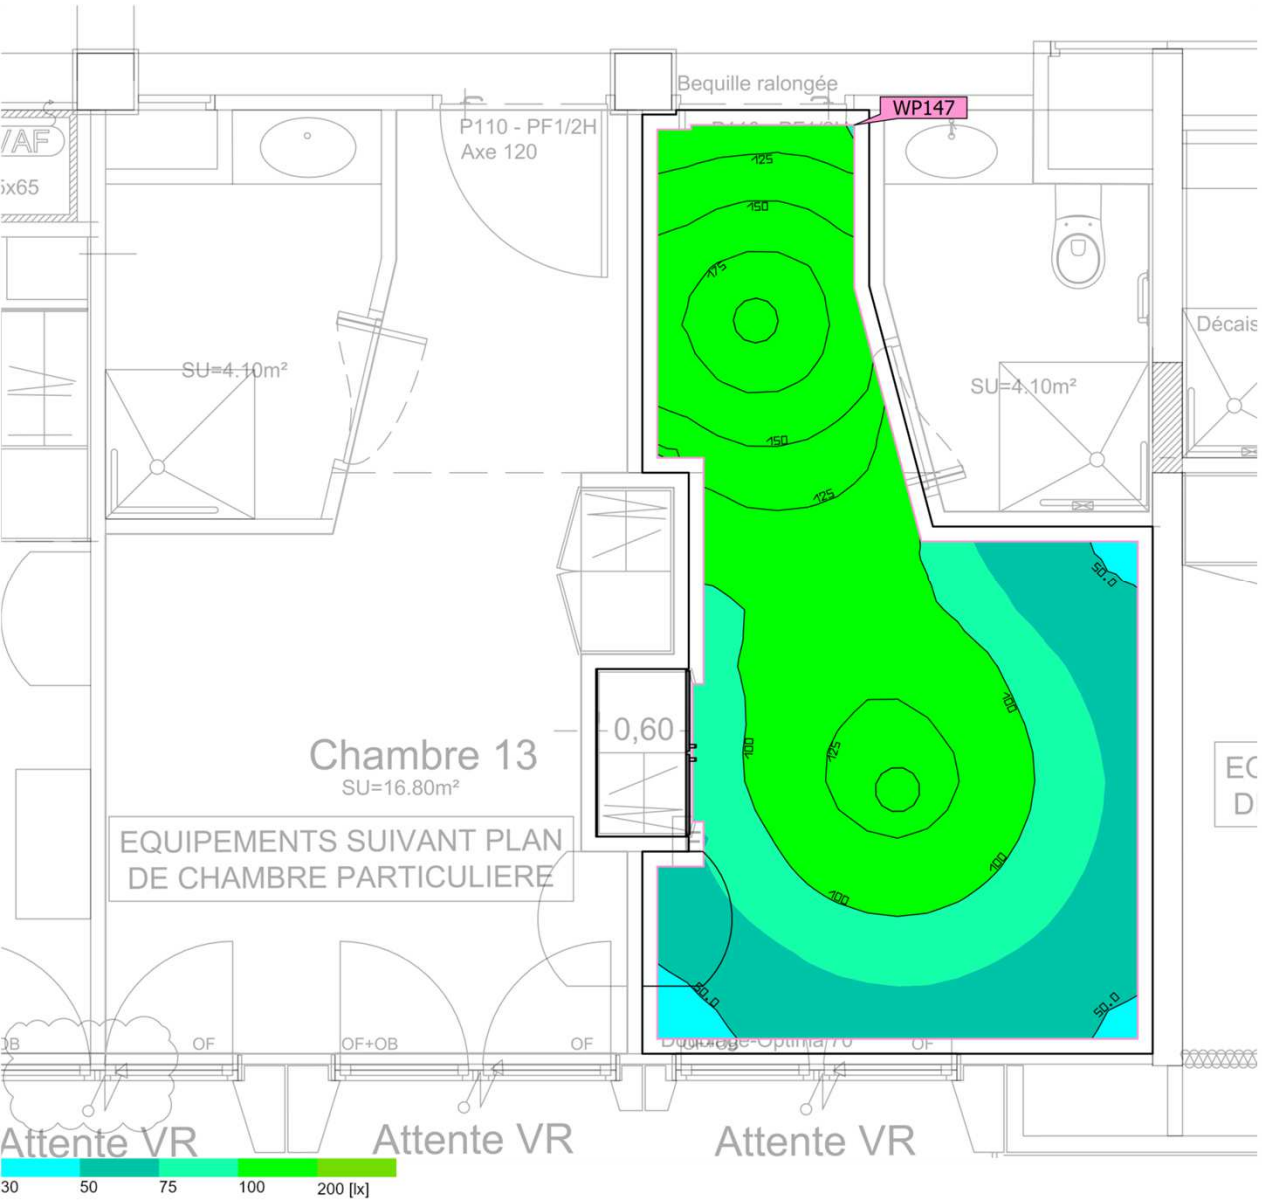 Bequille ralongée
WP147
P110 - PF1/2H
Axe 120
/AF
5x65
125
150
175
SU=4.10m²
SU=4.10m²
Décais
150
125
50.0
100
0,60
125
100
Chambre 13
SU=16.80m²
EQUIPEMENTS SUIVANT PLAN
DE CHAMBRE PARTICULIERE
100
100
50.0
50.0
OF
OF+OB
OF
OF
Attente VR
Attente VR
Attente VR
30
50
75
100
200 [lx]